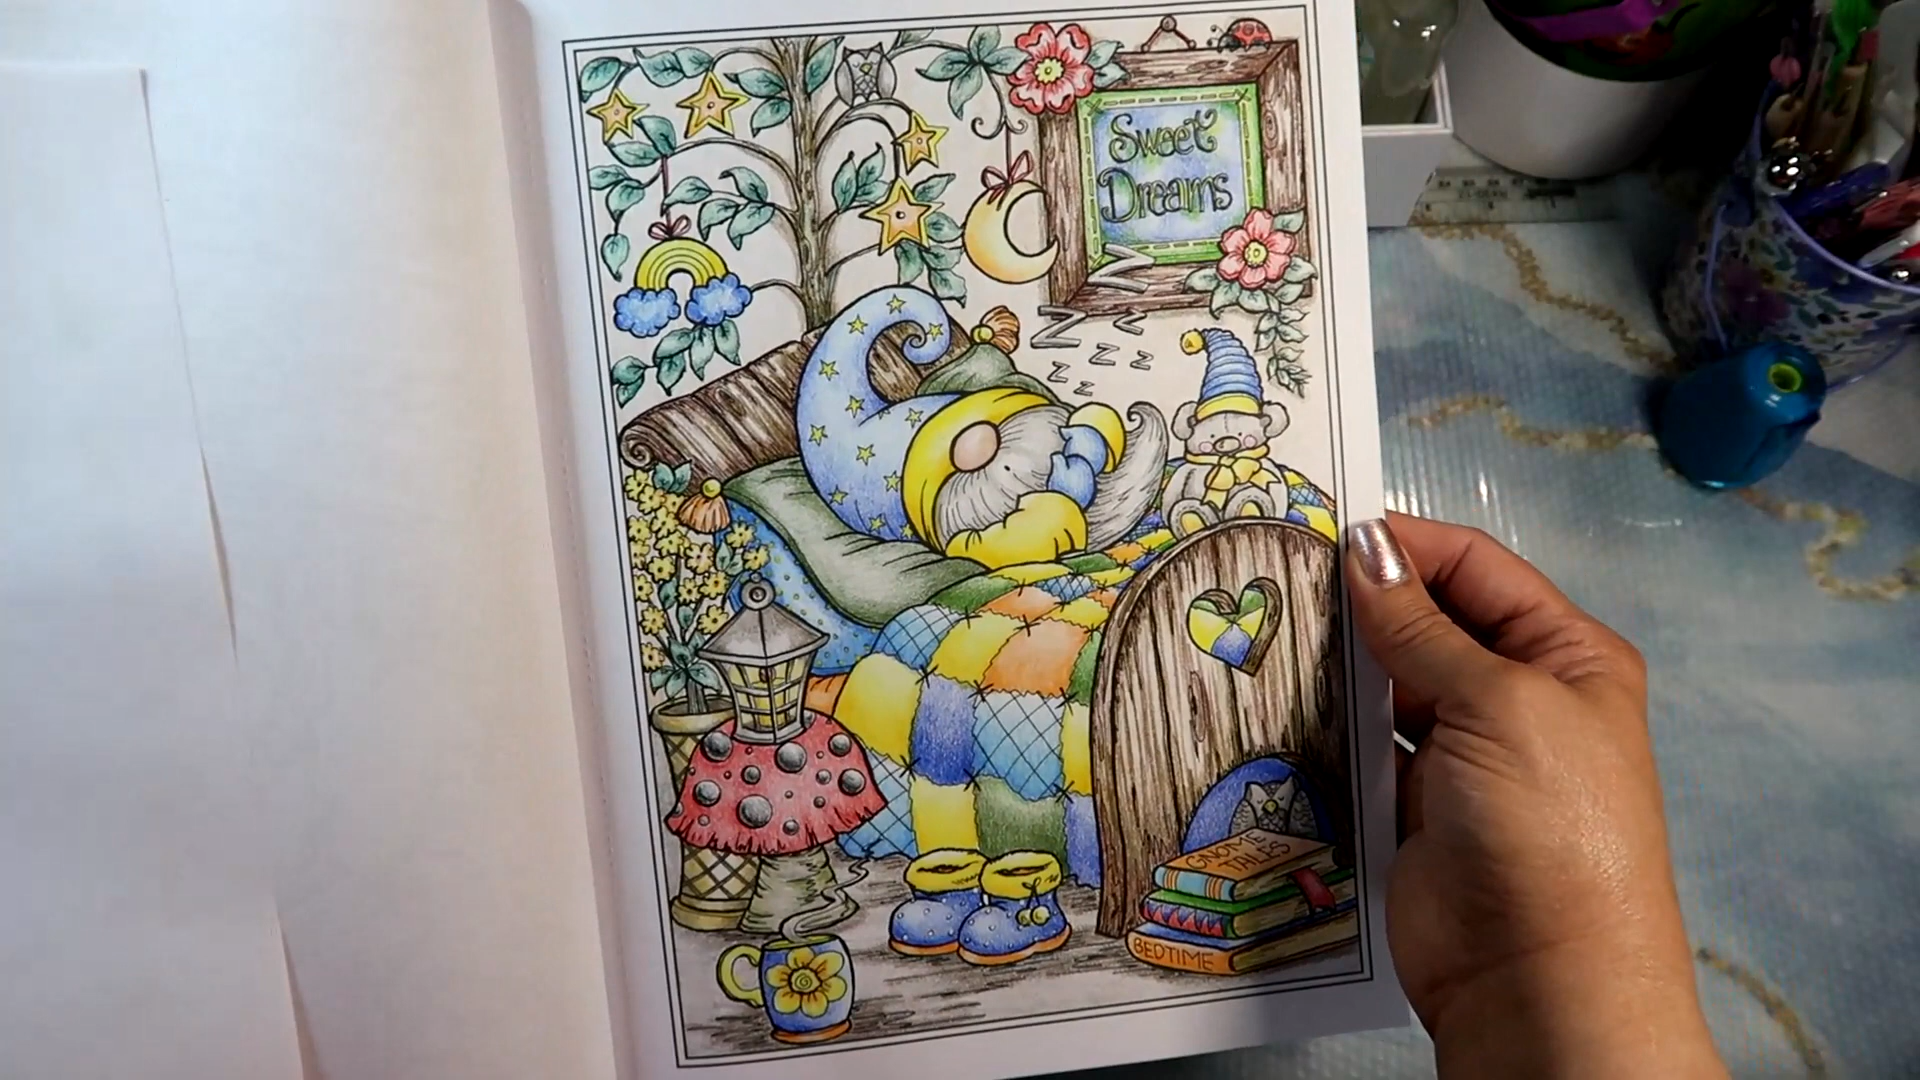 Sweet
Dreams
Z
Z Z
Z Z Z
Z Z
GNOME
TALES
BEDTIME